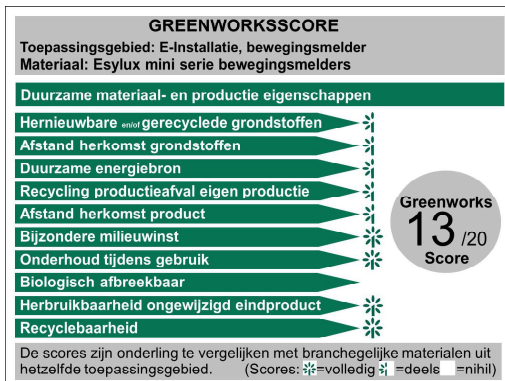 GREENWORKSSCORE
Toepassingsgebied: E-Installatie, bewegingsmelder
Materiaal: Esylux mini serie bewegingsmelders
Duurzame materiaal- en productie eigenschappen
Hernieuwbare en/of gerecyclede grondstoffen
Afstand herkomst grondstoffen
Duurzame energiebron
Recycling productieafval eigen productie
Afstand herkomst product
Bijzondere milieuwinst
Onderhoud tijdens gebruik
Biologisch afbreekbaar
Herbruikbaarheid ongewijzigd eindproduct
Recyclebaarheid
Greenworks
13 /20
Score
De scores zijn onderling te vergelijken met branchegelijke materialen uit
hetzelfde toepassingsgebied. (Scores: =volledig =deels =nihil)